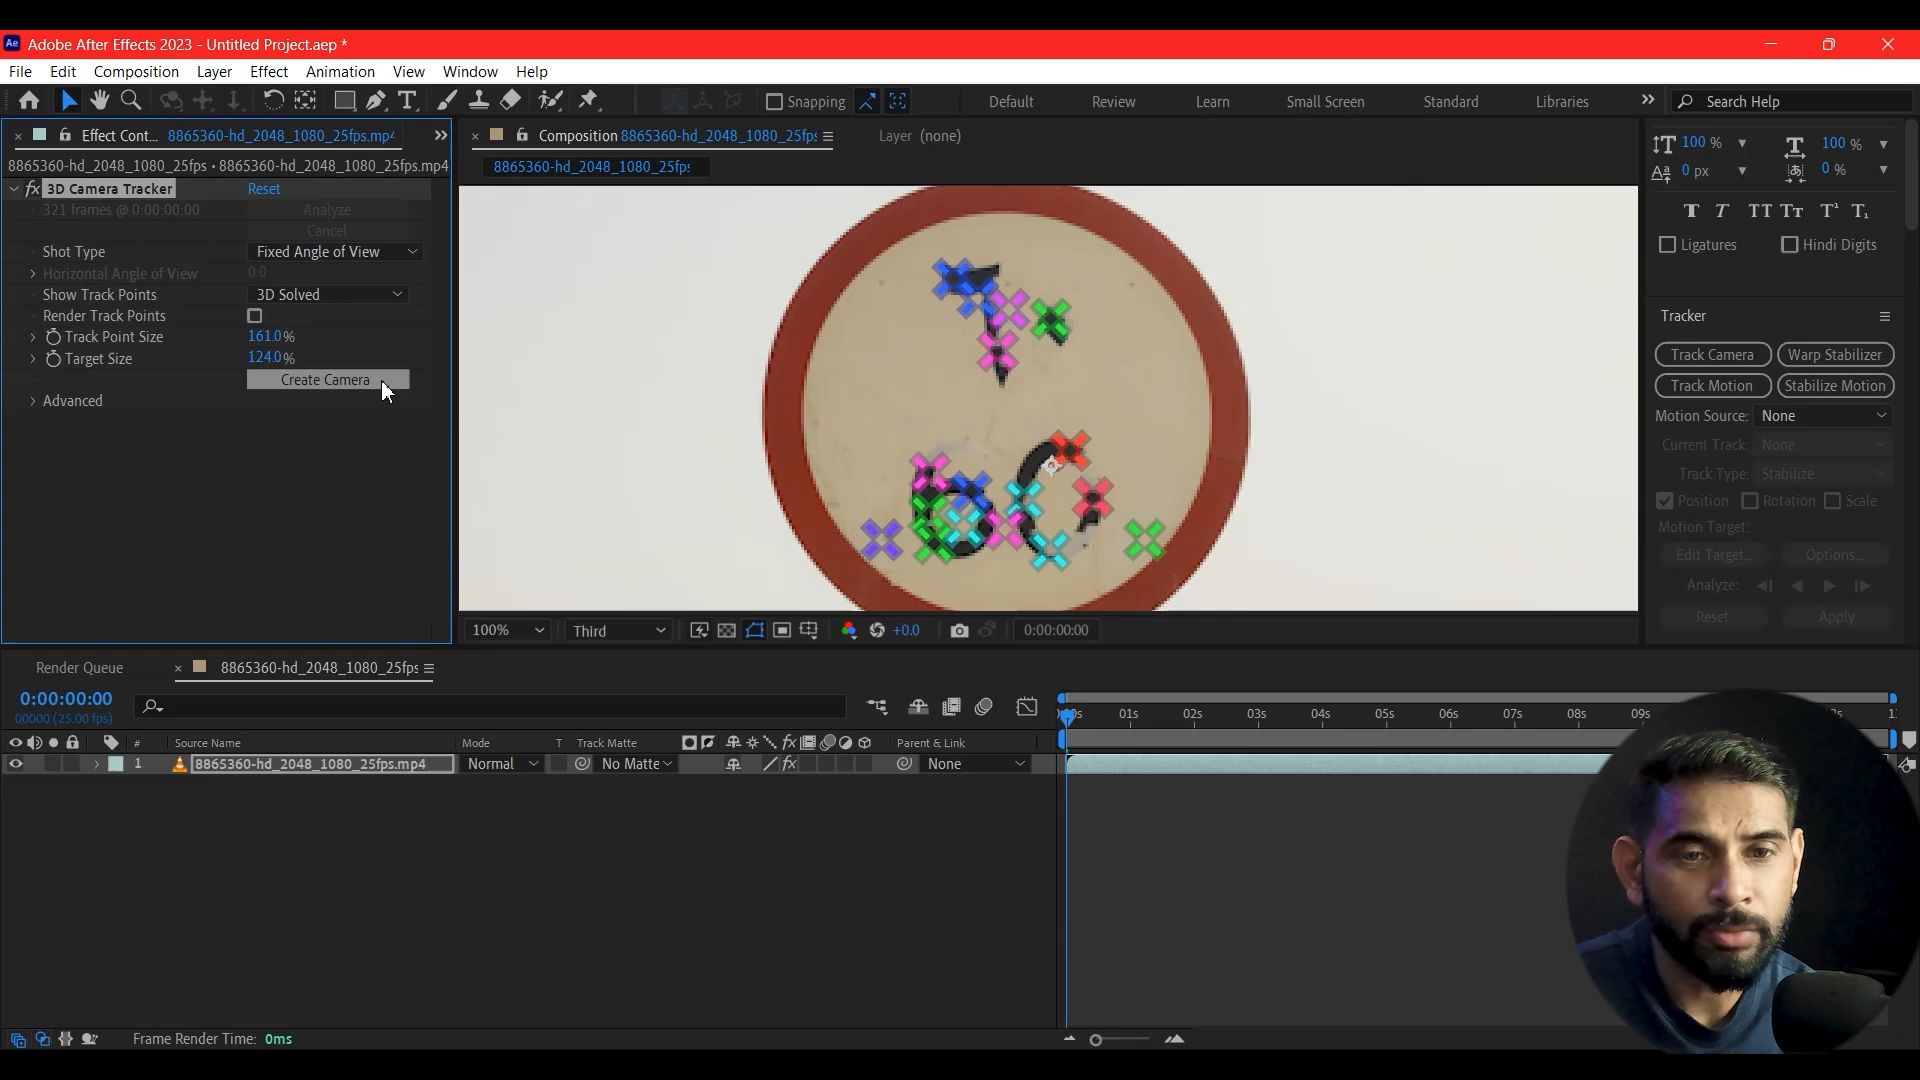 Ae Adobe After Effects 2023 - Untitled Project.aep *
File Edit Composition Layer Effect Animation View Window Help
Snapping Default Review Learn Small Screen Standard Libraries Search Help
Effect Cont... 8865360-hd_2048_1080_25fps.mp4
Composition 8865360-hd_2048_1080_25fps
Layer (none)
8865360-hd_2048_1080_25fps • 8865360-hd_2048_1080_25fps.mp4
8865360-hd_2048_1080_25fps
fx 3D Camera Tracker Reset
321 frames @ 0:00:00:00 Analyze
Cancel
Shot Type Fixed Angle of View
Horizontal Angle of View 0.0
Show Track Points 3D Solved
Render Track Points
Track Point Size 161.0%
Target Size 124.0%
Create Camera
Advanced
100 % 100 %
0 px 0 %
T T TT Tt T¹ T₁
Ligatures Hindi Digits
Tracker
Track Camera Warp Stabilizer
Track Motion Stabilize Motion
Motion Source: None
Current Track: None
Track Type: Stabilize
Position Rotation Scale
Motion Target:
Edit Target... Options...
Analyze:
Reset Apply
100% Third +0.0 0:00:00:00
Render Queue 8865360-hd_2048_1080_25fps
0:00:00:00
00000 (25.00 fps)
01s 02s 03s 04s 05s 06s 07s 08s 09s
# Source Name Mode T Track Matte Parent & Link
1 8865360-hd_2048_1080_25fps.mp4 Normal No Matte fx None
Frame Render Time: 0ms